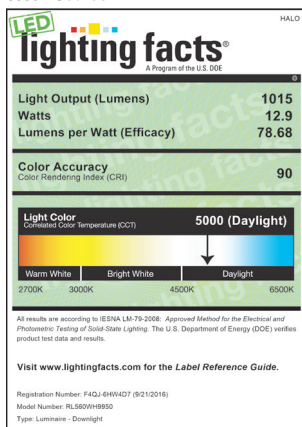 HALO
LED
lighting facts®
A Program of the U.S. DOE
Light Output (Lumens) 1015
Watts 12.9
Lumens per Watt (Efficacy) 78.68
Color Accuracy
Color Rendering Index (CRI) 90
Light Color
Correlated Color Temperature (CCT) 5000 (Daylight)
Warm White Bright White Daylight
2700K 3000K 4500K 6500K
All results are according to IESNA LM-79-2008: Approved Method for the Electrical and
Photometric Testing of Solid-State Lighting. The U.S. Department of Energy (DOE) verifies
product test data and results.
Visit www.lightingfacts.com for the Label Reference Guide.
Registration Number: F4QJ-6HW4D7 (9/21/2016)
Model Number: RL560WH9950
Type: Luminaire - Downlight